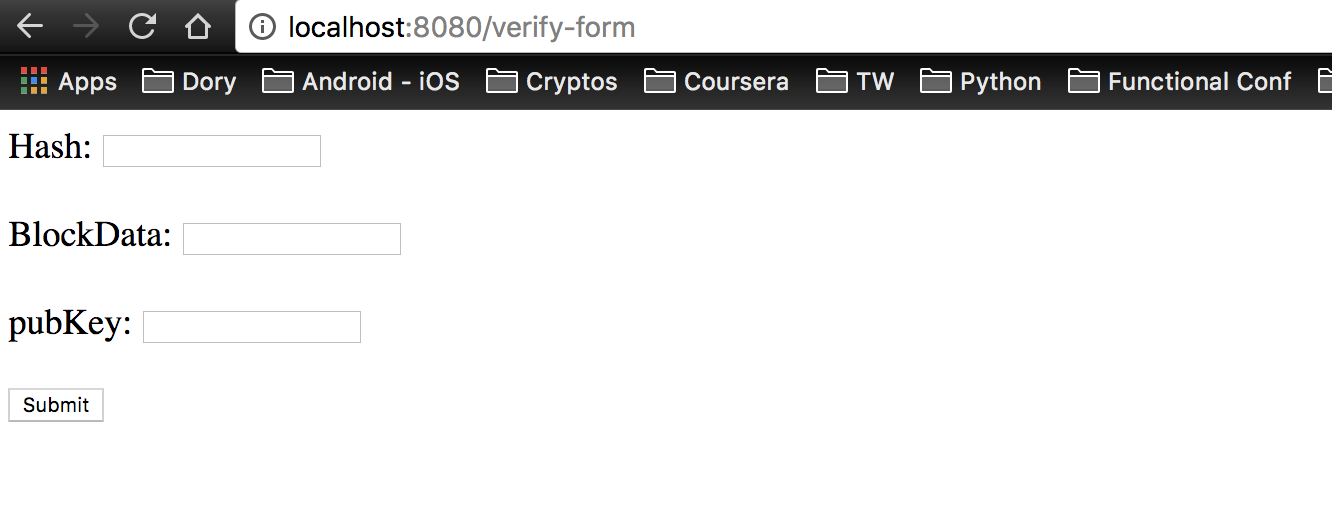 localhost:8080/verify-form
Apps Dory Android - iOS Cryptos Coursera TW Python Functional Conf
Hash:
BlockData:
pubKey:
Submit